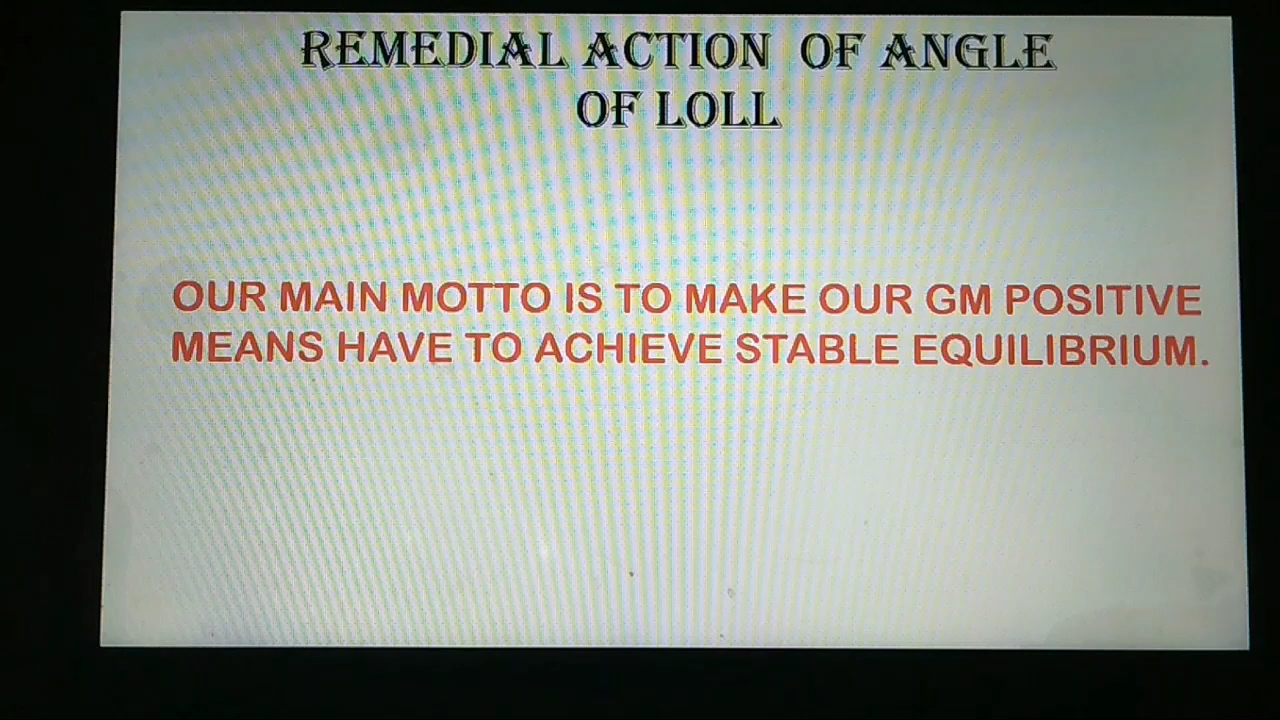 REMEDIAL ACTION OF ANGLE
OF LOLL
OUR MAIN MOTTO IS TO MAKE OUR GM POSITIVE
MEANS HAVE TO ACHIEVE STABLE EQUILIBRIUM.